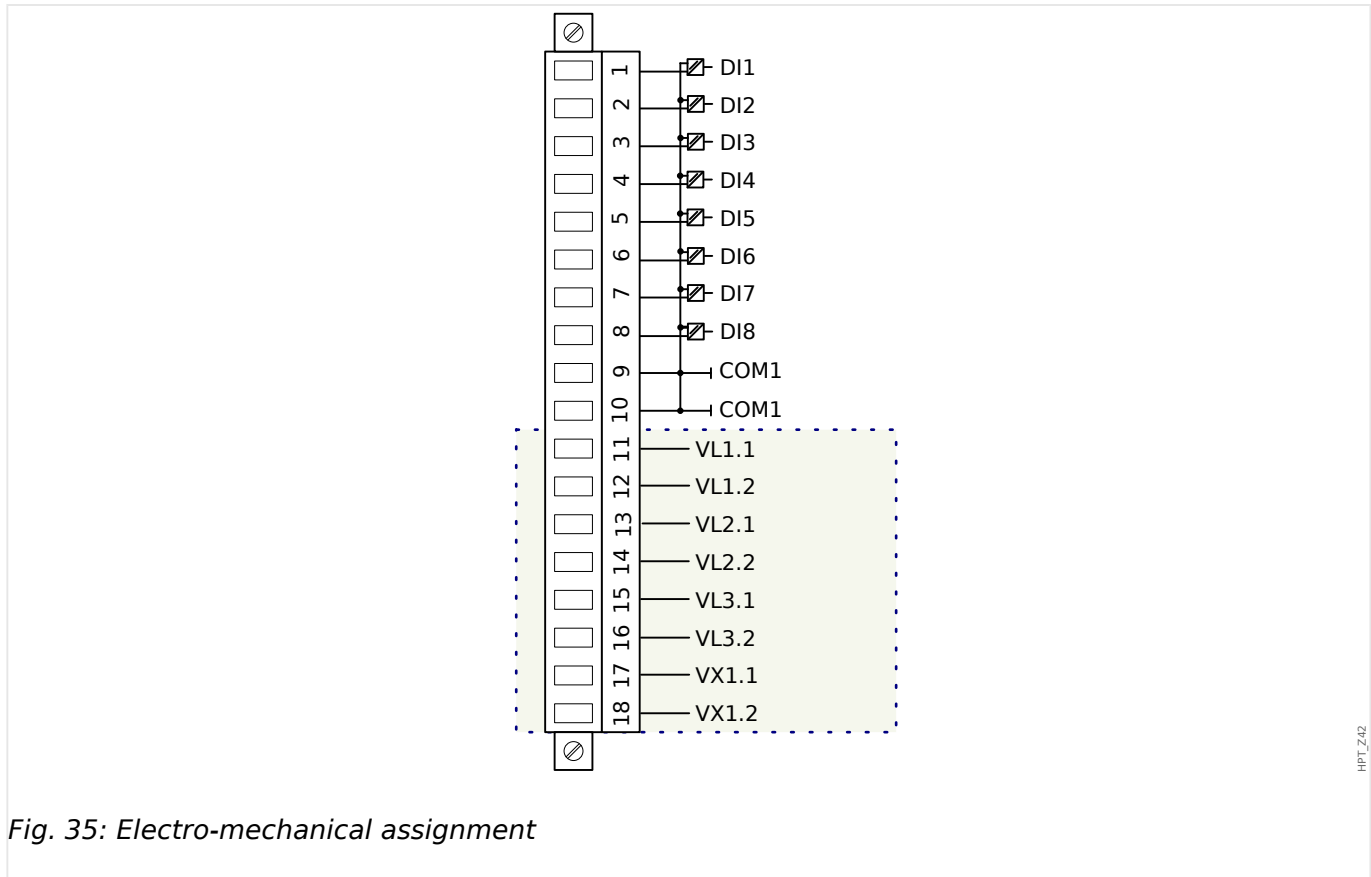 1 DI1
2 DI2
3 DI3
4 DI4
5 DI5
6 DI6
7 DI7
8 DI8
9 COM1
10 COM1
11 VL1.1
12 VL1.2
13 VL2.1
14 VL2.2
15 VL3.1
16 VL3.2
17 VX1.1
18 VX1.2
HPT_Z42
Fig. 35: Electro-mechanical assignment